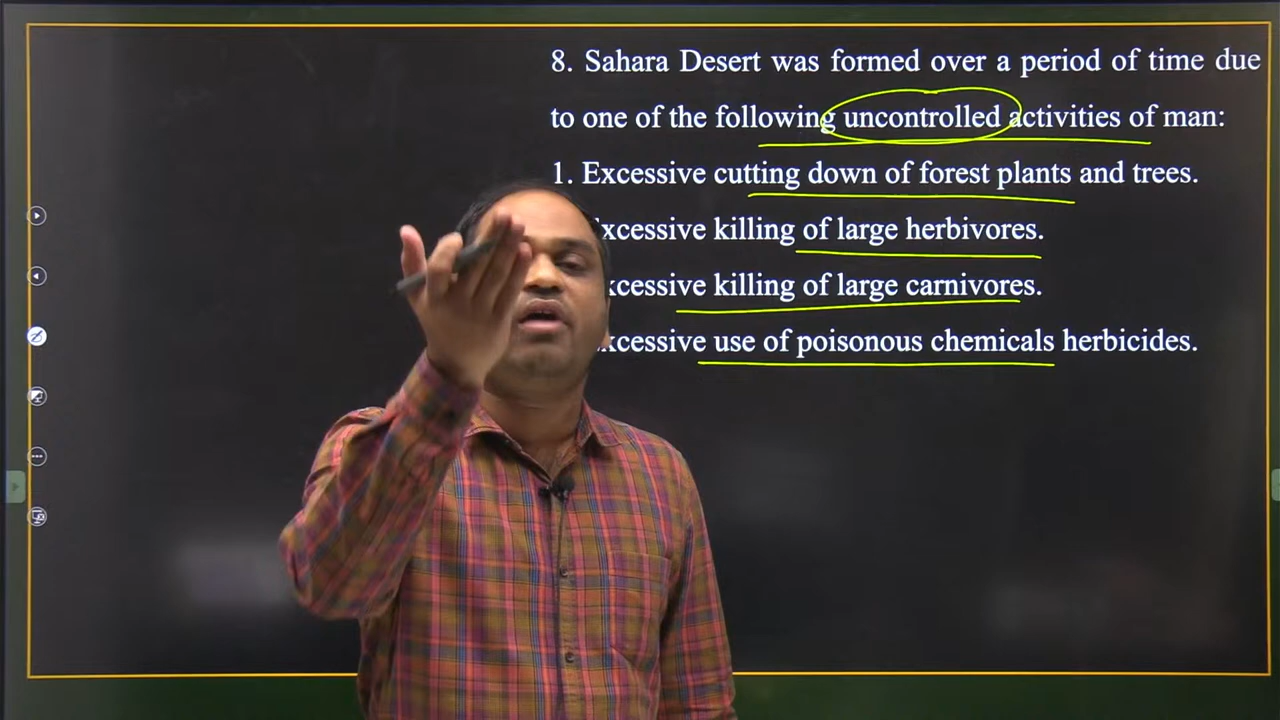 8. Sahara Desert was formed over a period of time due
to one of the following uncontrolled activities of man:
1. Excessive cutting down of forest plants and trees.
xcessive killing of large herbivores.
xcessive killing of large carnivores.
xcessive use of poisonous chemicals herbicides.